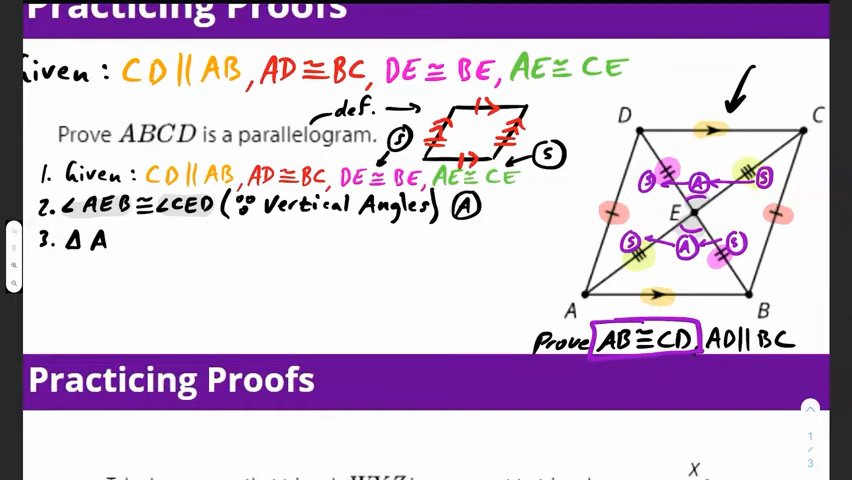 Practicing Proofs
Given: CD ∥ AB, AD ≅ BC, DE ≅ BE, AE ≅ CE
def. →
Prove ABCD is a parallelogram.
S
S
1. Given: CD ∥ AB, AD ≅ BC, DE ≅ BE, AE ≅ CE
2. ∠AEB ≅ ∠CED (∵ Vertical Angles) A
3. Δ A
D
C
S A S
E
S A S
A
B
Prove AB ≅ CD, AD ∥ BC
Practicing Proofs
1
/
3
X